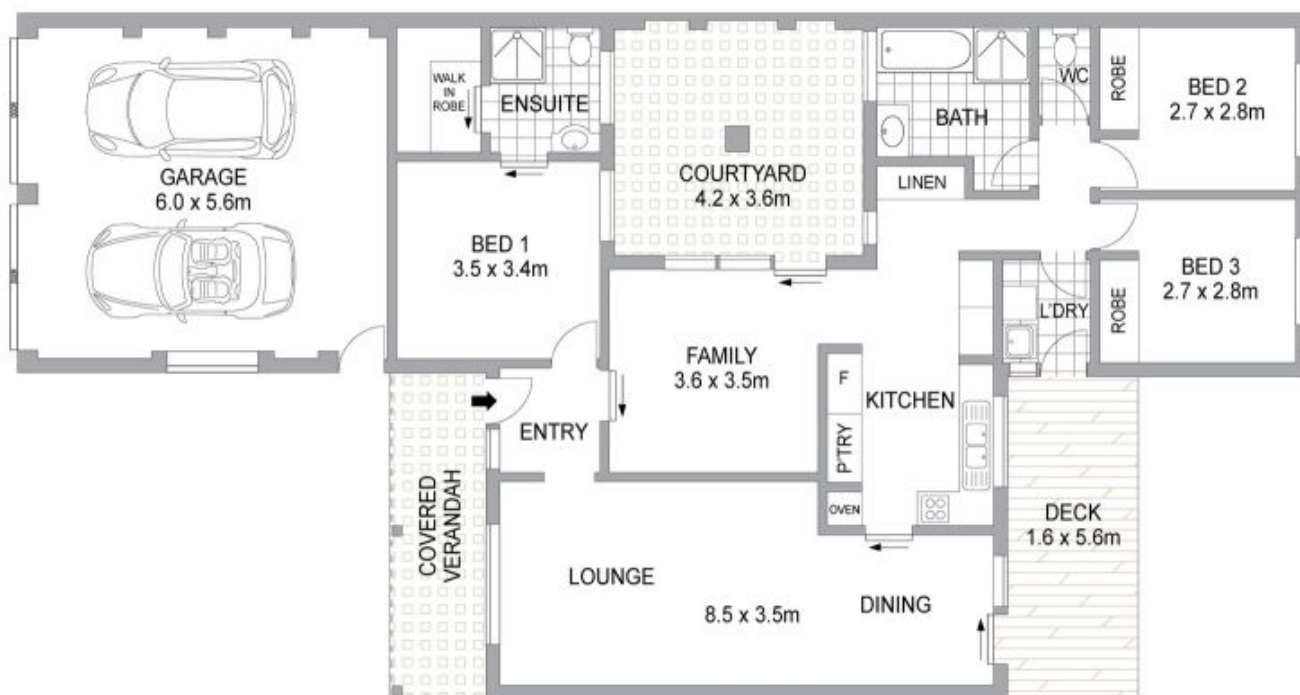 WALK
IN
ROBE
ENSUITE
WC
ROBE
BED 2
2.7 x 2.8m
BATH
GARAGE
6.0 x 5.6m
COURTYARD
4.2 x 3.6m
LINEN
BED 1
3.5 x 3.4m
BED 3
2.7 x 2.8m
ROBE
L'DRY
FAMILY
3.6 x 3.5m
F
KITCHEN
P'TRY
ENTRY
OVEN
COVERED
VERANDAH
DECK
1.6 x 5.6m
LOUNGE
8.5 x 3.5m
DINING